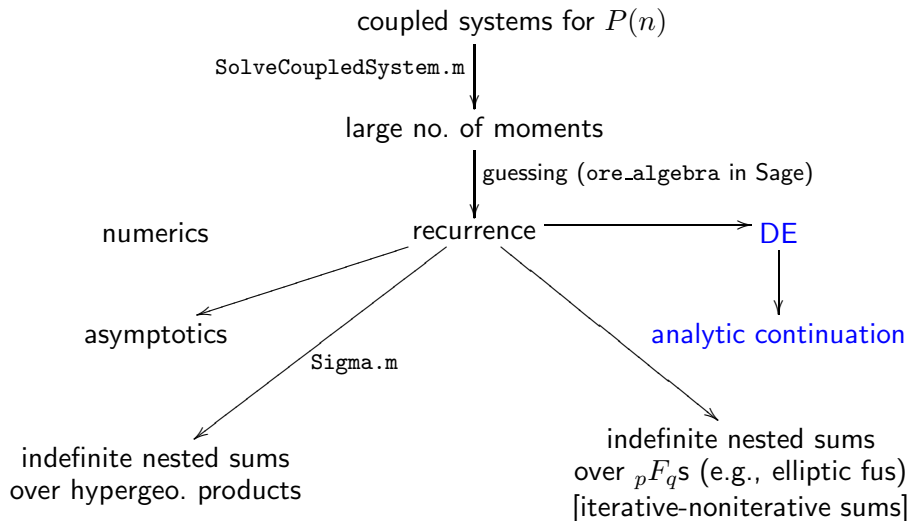 coupled systems for P(n)
SolveCoupledSystem.m
large no. of moments
guessing (ore_algebra in Sage)
numerics
recurrence
DE
asymptotics
analytic continuation
Sigma.m
indefinite nested sums
over hypergeo. products
indefinite nested sums
over pFqs (e.g., elliptic fus)
[iterative-noniterative sums]